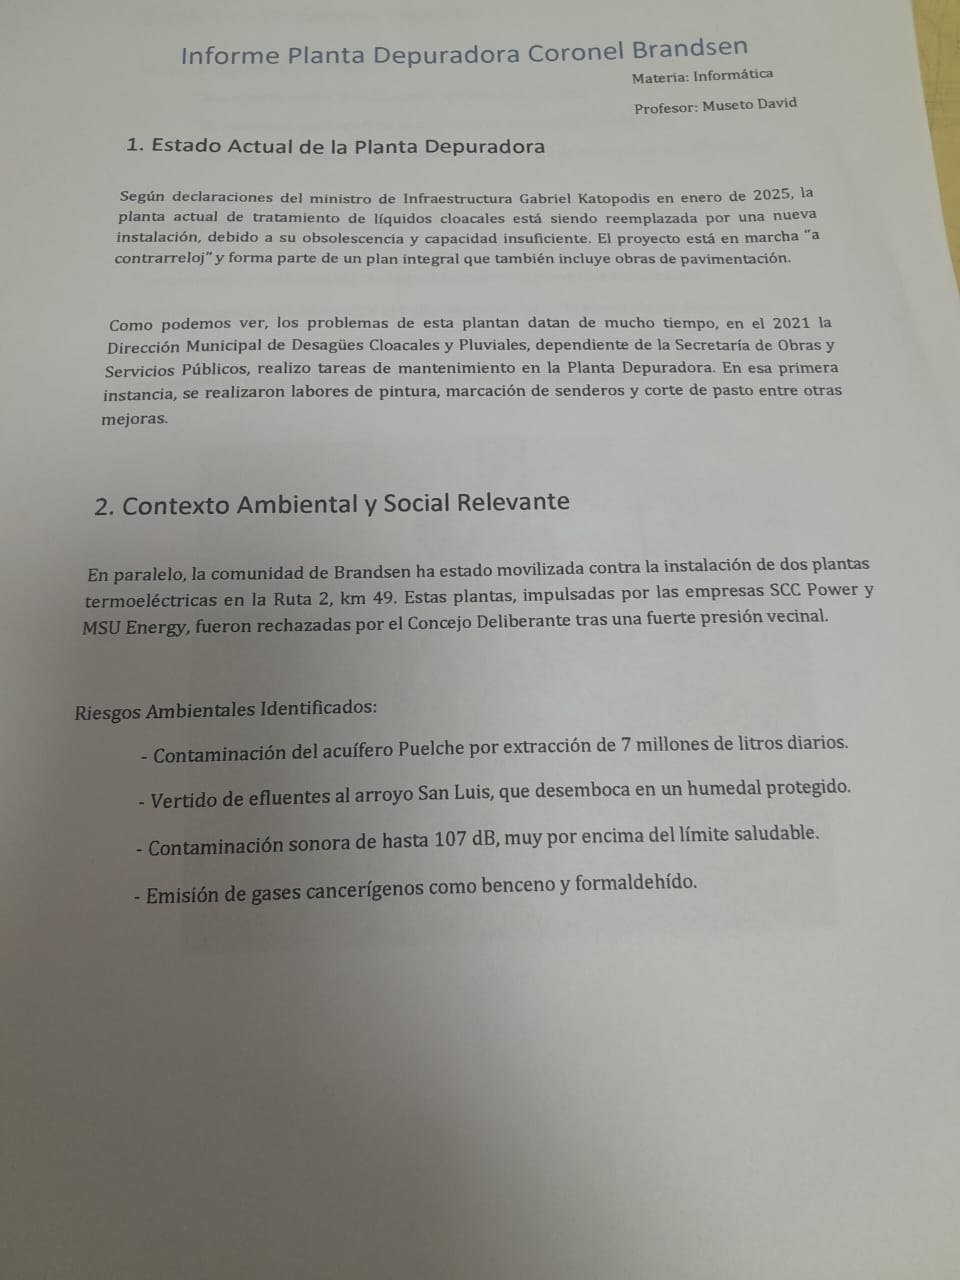 Informe Planta Depuradora Coronel Brandsen
Materia: Informática
Profesor: Museto David
1. Estado Actual de la Planta Depuradora
Según declaraciones del ministro de Infraestructura Gabriel Katopodis en enero de 2025, la
planta actual de tratamiento de líquidos cloacales está siendo reemplazada por una nueva
instalación, debido a su obsolescencia y capacidad insuficiente. El proyecto está en marcha “a
contrarreloj” y forma parte de un plan integral que también incluye obras de pavimentación.
Como podemos ver, los problemas de esta plantan datan de mucho tiempo, en el 2021 la
Dirección Municipal de Desagües Cloacales y Pluviales, dependiente de la Secretaría de Obras y
Servicios Públicos, realizo tareas de mantenimiento en la Planta Depuradora. En esa primera
instancia, se realizaron labores de pintura, marcación de senderos y corte de pasto entre otras
mejoras.
2. Contexto Ambiental y Social Relevante
En paralelo, la comunidad de Brandsen ha estado movilizada contra la instalación de dos plantas
termoeléctricas en la Ruta 2, km 49. Estas plantas, impulsadas por las empresas SCC Power y
MSU Energy, fueron rechazadas por el Concejo Deliberante tras una fuerte presión vecinal.
Riesgos Ambientales Identificados:
- Contaminación del acuífero Puelche por extracción de 7 millones de litros diarios.
- Vertido de efluentes al arroyo San Luis, que desemboca en un humedal protegido.
- Contaminación sonora de hasta 107 dB, muy por encima del límite saludable.
- Emisión de gases cancerígenos como benceno y formaldehído.